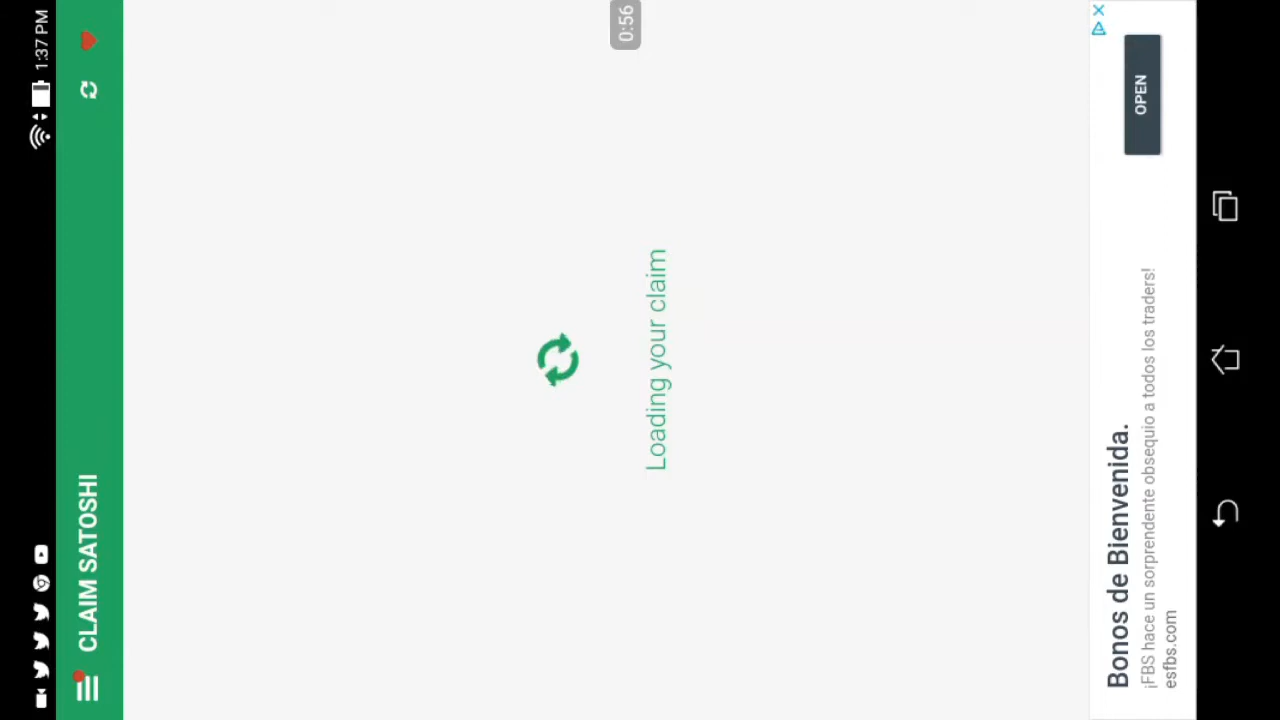 1:37 PM
CLAIM SATOSHI
0:56
Loading your claim
Bonos de Bienvenida.
¡FBS hace un sorprendente obsequio a todos los traders!
esfbs.com
OPEN